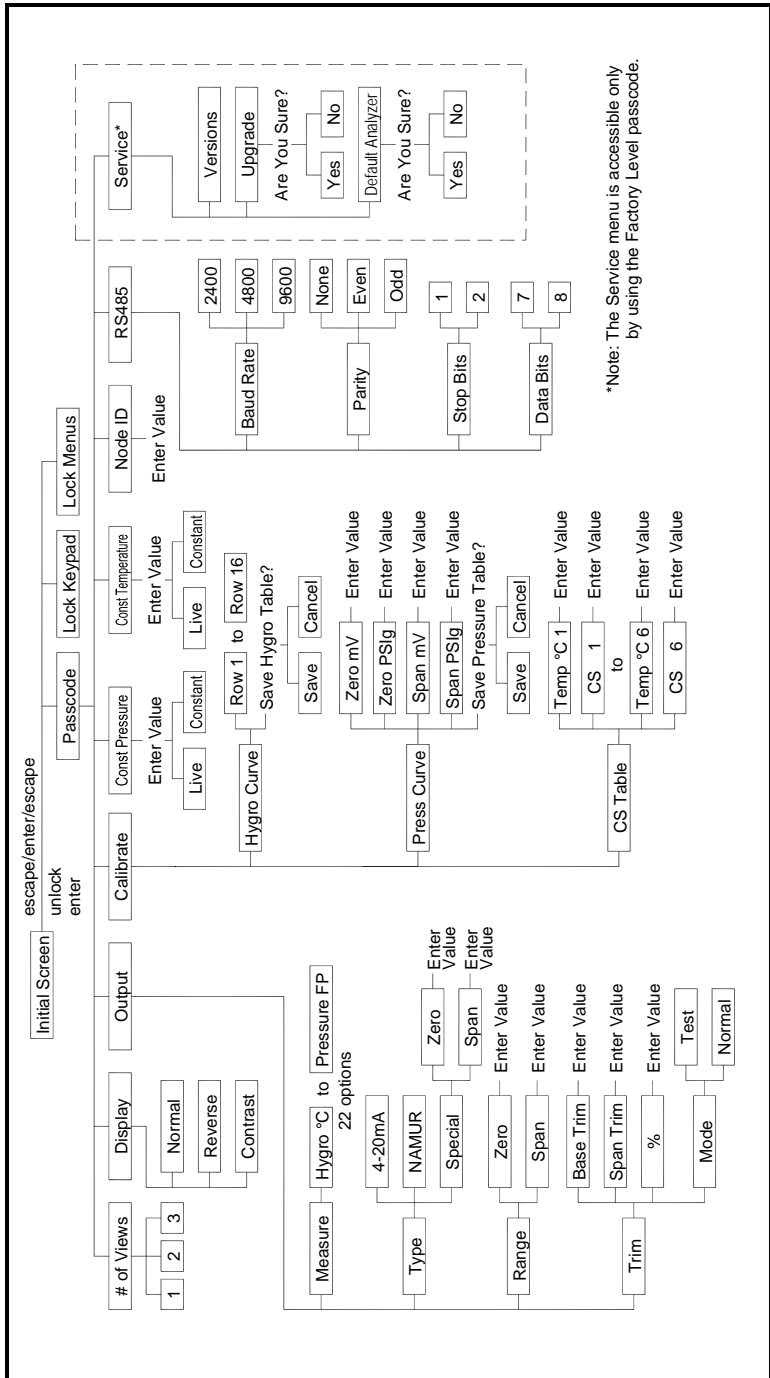 Initial Screen
escape/enter/escape
unlock
enter
Passcode
Lock Keypad
Lock Menus
# of Views
1
2
3
Display
Normal
Reverse
Contrast
Output
Measure
Hygro °C
to
Pressure FP
22 options
Type
4-20mA
NAMUR
Special
Zero
Enter
Value
Span
Enter
Value
Range
Zero
Enter Value
Span
Enter Value
Trim
Base Trim
Enter Value
Span Trim
Enter Value
%
Enter Value
Mode
Test
Normal
Calibrate
Hygro Curve
Row 1
to
Row 16
Save Hygro Table?
Save
Cancel
Press Curve
Zero mV
Enter Value
Zero PSIg
Enter Value
Span mV
Enter Value
Span PSIg
Enter Value
Save Pressure Table?
Save
Cancel
CS Table
Temp °C 1
Enter Value
CS 1
Enter Value
to
Temp °C 6
Enter Value
CS 6
Enter Value
Const Pressure
Enter Value
Live
Constant
Const Temperature
Enter Value
Live
Constant
Node ID
Enter Value
RS485
Baud Rate
2400
4800
9600
Parity
None
Even
Odd
Stop Bits
1
2
Data Bits
7
8
Service*
Versions
Upgrade
Are You Sure?
Yes
No
Default Analyzer
Are You Sure?
Yes
No
*Note: The Service menu is accessible only
by using the Factory Level passcode.